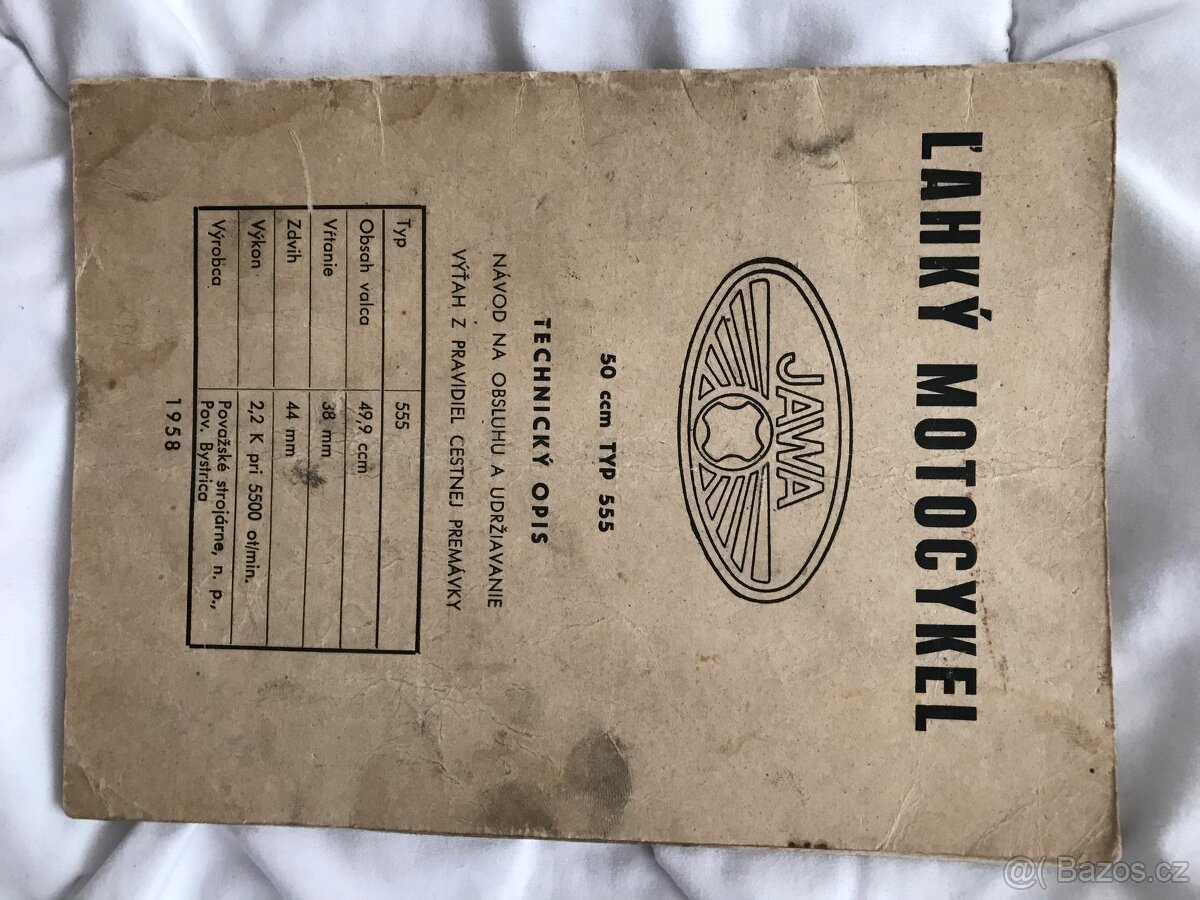 ĽAHKÝ MOTOCYKEL
JAWA
50 ccm TYP 555
TECHNICKÝ OPIS
NÁVOD NA OBSLUHU A UDRŽIAVANIE
VÝŤAH Z PRAVIDIEL CESTNEJ PREMÁVKY
Typ 555
Obsah valca 49,9 ccm
Vŕtanie 38 mm
Zdvih 44 mm
Výkon 2,2 K pri 5500 ot/min.
Výrobca Považské strojárne, n. p.,
Pov. Bystrica
1958
@( Bazos.cz